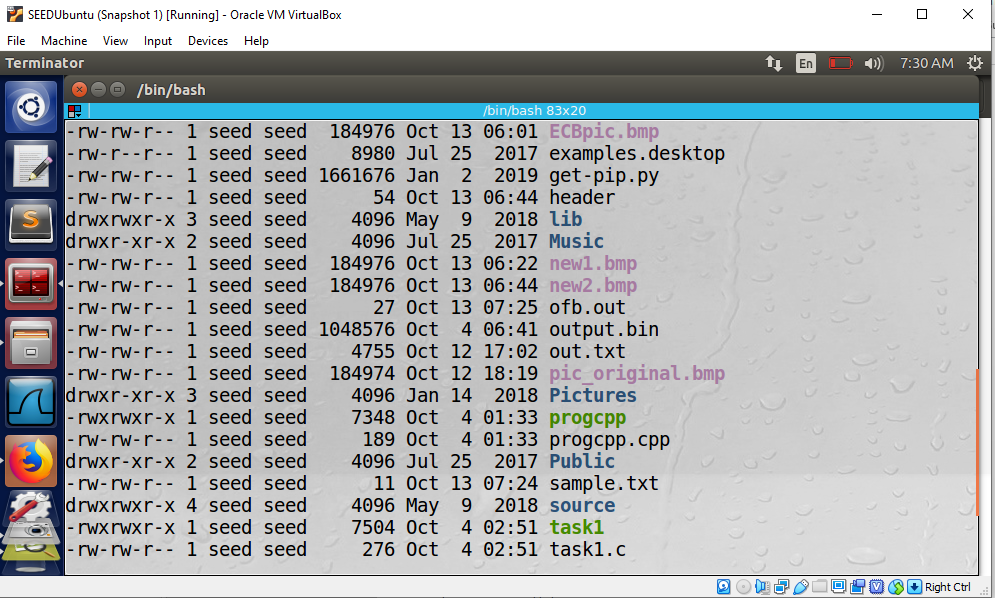 SEEDUbuntu (Snapshot 1) [Running] - Oracle VM VirtualBox
File Machine View Input Devices Help
Terminator En 7:30 AM
/bin/bash
/bin/bash 83x20
-rw-rw-r-- 1 seed seed  184976 Oct 13 06:01 ECBpic.bmp
-rw-r--r-- 1 seed seed    8980 Jul 25  2017 examples.desktop
-rw-rw-r-- 1 seed seed 1661676 Jan  2  2019 get-pip.py
-rw-rw-r-- 1 seed seed      54 Oct 13 06:44 header
drwxrwxr-x 3 seed seed    4096 May  9  2018 lib
drwxr-xr-x 2 seed seed    4096 Jul 25  2017 Music
-rw-rw-r-- 1 seed seed  184976 Oct 13 06:22 new1.bmp
-rw-rw-r-- 1 seed seed  184976 Oct 13 06:44 new2.bmp
-rw-rw-r-- 1 seed seed      27 Oct 13 07:25 ofb.out
-rw-rw-r-- 1 seed seed 1048576 Oct  4 06:41 output.bin
-rw-rw-r-- 1 seed seed    4755 Oct 12 17:02 out.txt
-rw-rw-r-- 1 seed seed  184974 Oct 12 18:19 pic_original.bmp
drwxr-xr-x 3 seed seed    4096 Jan 14  2018 Pictures
-rwxrwxr-x 1 seed seed    7348 Oct  4 01:33 progcpp
-rw-rw-r-- 1 seed seed     189 Oct  4 01:33 progcpp.cpp
drwxr-xr-x 2 seed seed    4096 Jul 25  2017 Public
-rw-rw-r-- 1 seed seed      11 Oct 13 07:24 sample.txt
drwxrwxr-x 4 seed seed    4096 May  9  2018 source
-rwxrwxr-x 1 seed seed    7504 Oct  4 02:51 task1
-rw-rw-r-- 1 seed seed     276 Oct  4 02:51 task1.c
Right Ctrl